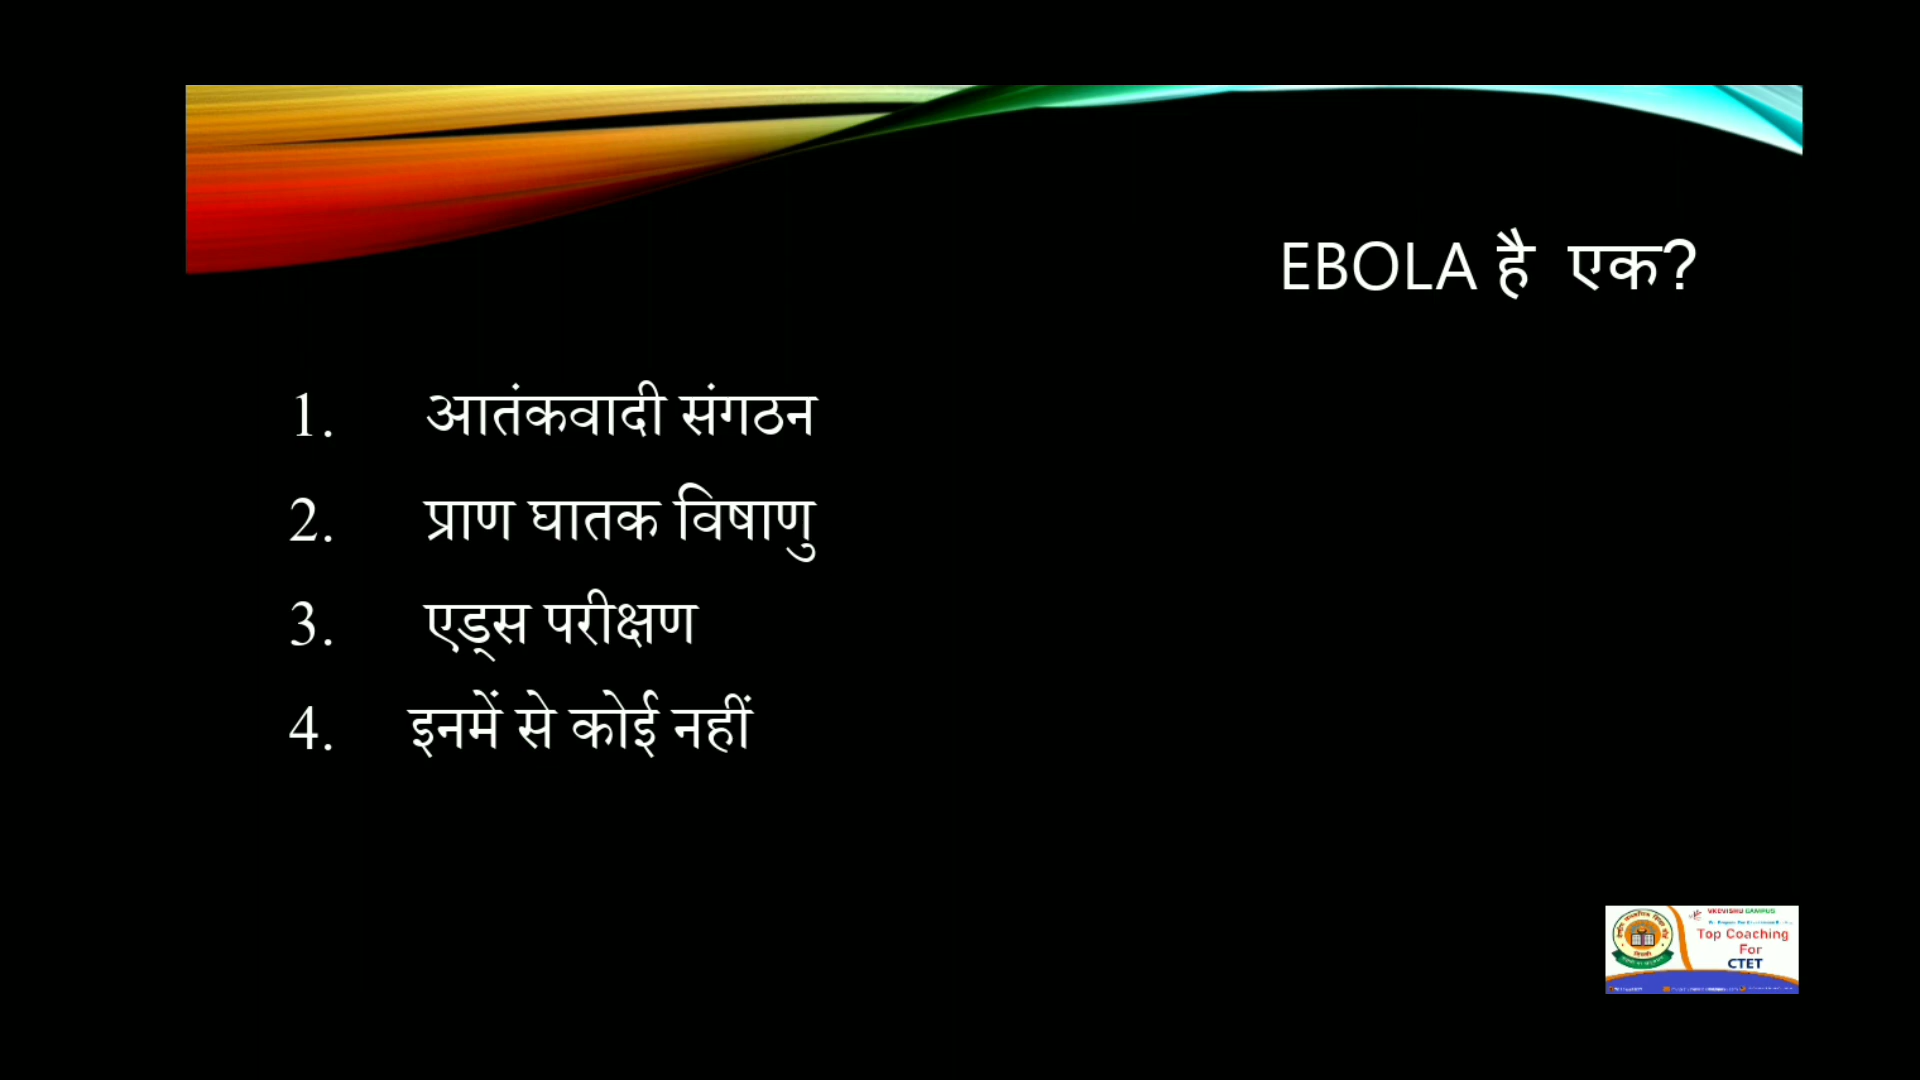 EBOLA है एक?
1. आतंकवादी संगठन
2. प्राण घातक विषाणु
3. एड्स परीक्षण
4. इनमें से कोई नहीं
Top Coaching
For
CTET